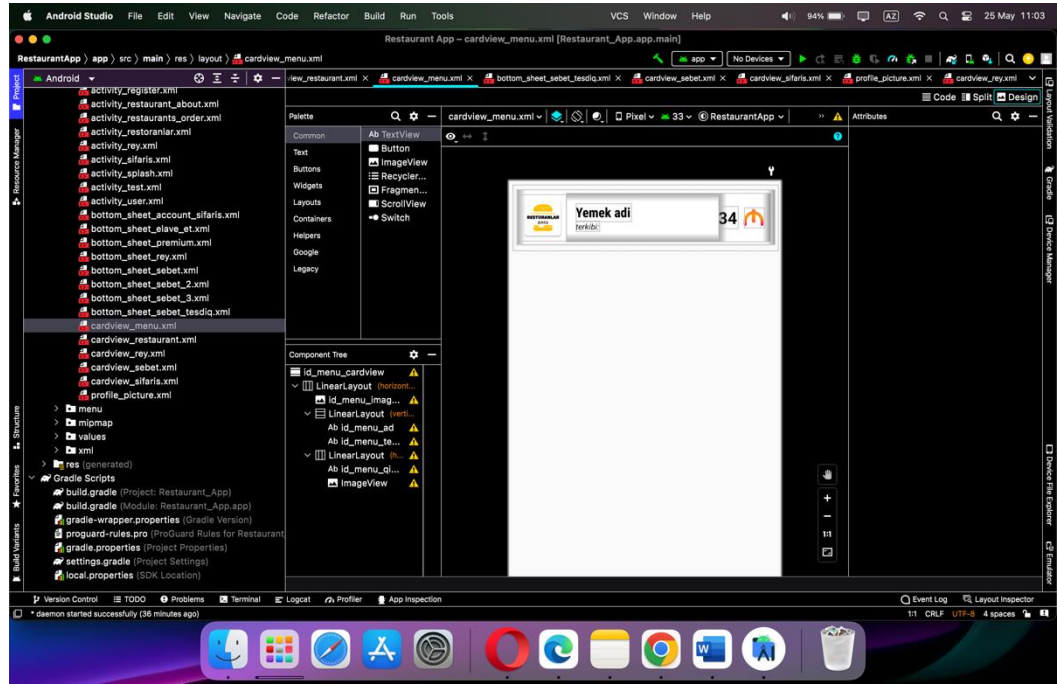 Android Studio File Edit View Navigate Code Refactor Build Run Tools VCS Window Help 94% AZ 25 May 11:03
Restaurant App – cardview_menu.xml [Restaurant_App.app.main]
RestaurantApp app src main res layout cardview_menu.xml app No Devices
Android view_restaurant.xml cardview_menu.xml bottom_sheet_sebet_tesdiq.xml cardview_sebet.xml cardview_sifaris.xml profile_picture.xml cardview_rey.xml
Code Split Design
Project
Resource Manager
Structure
Favorites
Build Variants
activity_register.xml
activity_restaurant_about.xml
activity_restaurants_order.xml
activity_restoranlar.xml
activity_rey.xml
activity_sifaris.xml
activity_splash.xml
activity_test.xml
activity_user.xml
bottom_sheet_account_sifaris.xml
bottom_sheet_elave_et.xml
bottom_sheet_premium.xml
bottom_sheet_rey.xml
bottom_sheet_sebet.xml
bottom_sheet_sebet_2.xml
bottom_sheet_sebet_3.xml
bottom_sheet_sebet_tesdiq.xml
cardview_menu.xml
cardview_restaurant.xml
cardview_rey.xml
cardview_sebet.xml
cardview_sifaris.xml
profile_picture.xml
menu
mipmap
values
xml
res (generated)
Gradle Scripts
build.gradle (Project: Restaurant_App)
build.gradle (Module: Restaurant_App.app)
gradle-wrapper.properties (Gradle Version)
proguard-rules.pro (ProGuard Rules for Restaurant
gradle.properties (Project Properties)
settings.gradle (Project Settings)
local.properties (SDK Location)
Palette
Common
Text
Buttons
Widgets
Layouts
Containers
Helpers
Google
Legacy
Ab TextView
Button
ImageView
Recycler...
Fragmen...
ScrollView
Switch
Component Tree
id_menu_cardview
LinearLayout (horizont...
id_menu_imag...
LinearLayout (verti...
Ab id_menu_ad
Ab id_menu_te...
LinearLayout (h...
Ab id_menu_qi...
ImageView
cardview_menu.xml Pixel 33 RestaurantApp
RESTORANLAR
Yemek adi
terkibi:
34
1:1
Attributes
Layout Validation
Gradle
Device Manager
Device File Explorer
Emulator
Version Control TODO Problems Terminal Logcat Profiler App Inspection Event Log Layout Inspector
* daemon started successfully (36 minutes ago) 1:1 CRLF UTF-8 4 spaces